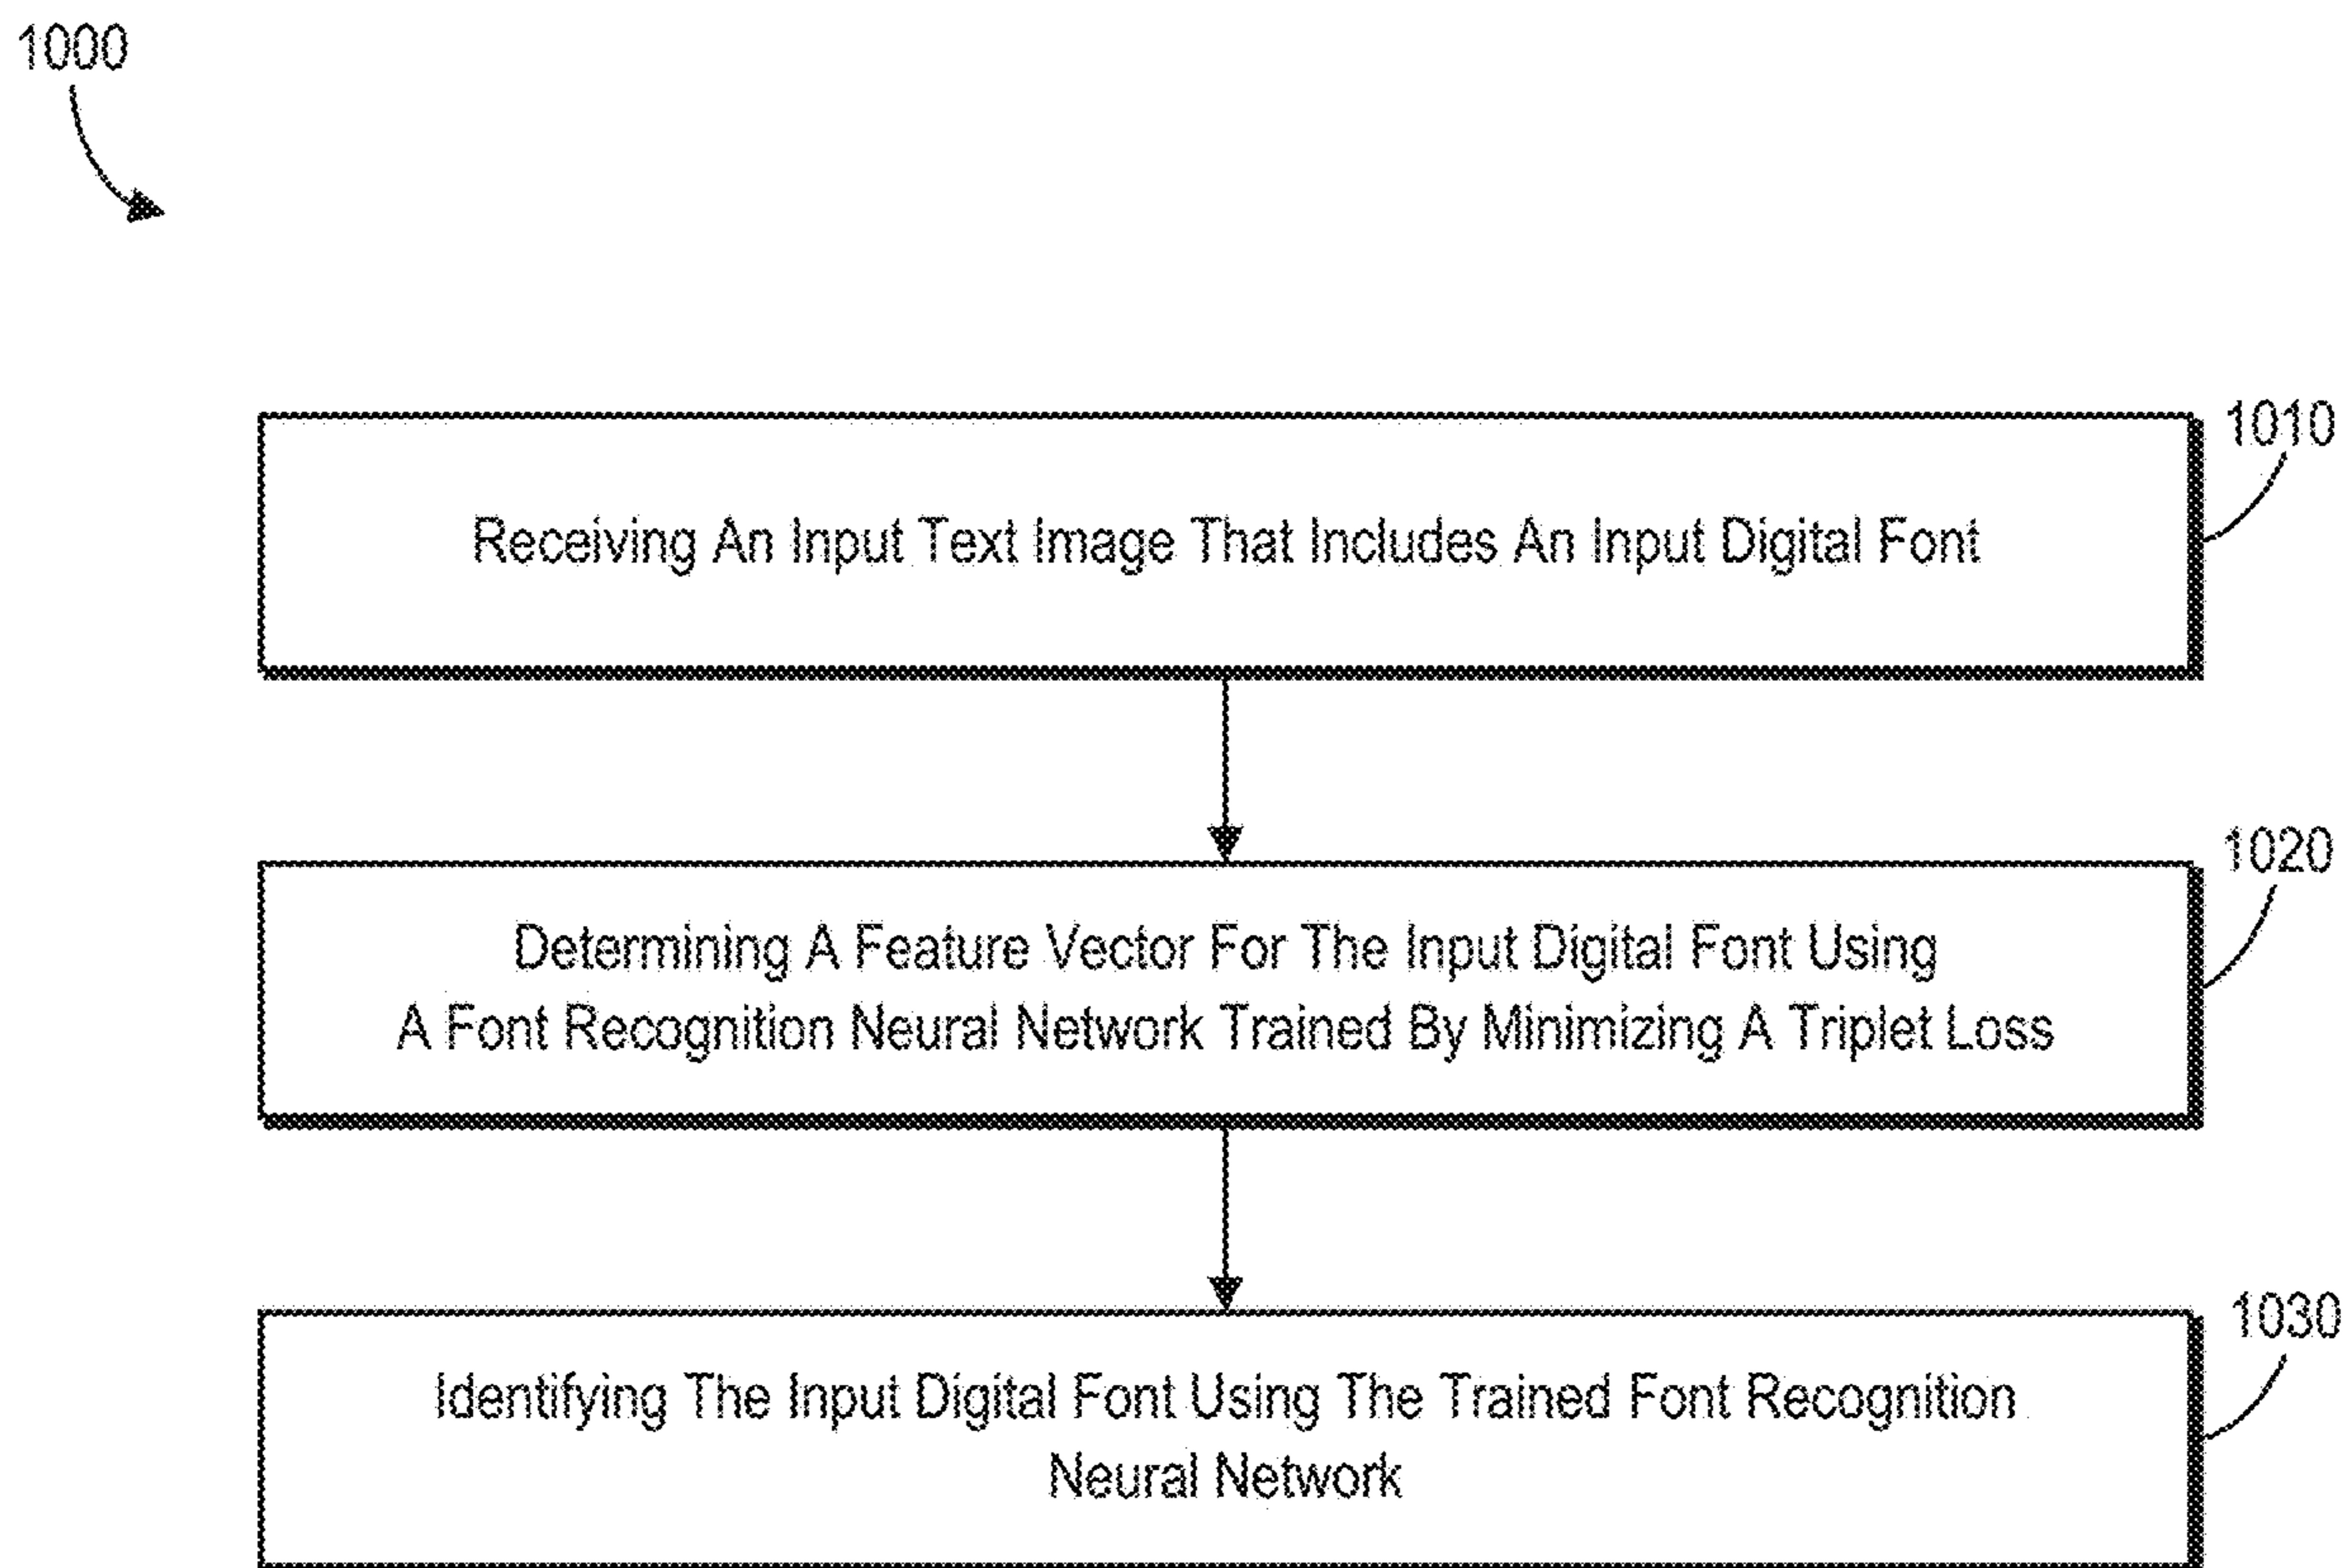 1000
1010
Receiving An Input Text Image That Includes An Input Digital Font
1020
Determining A Feature Vector For The Input Digital Font Using
A Font Recognition Neural Network Trained By Minimizing A Triplet Loss
1030
Identifying The Input Digital Font Using The Trained Font Recognition
Neural Network